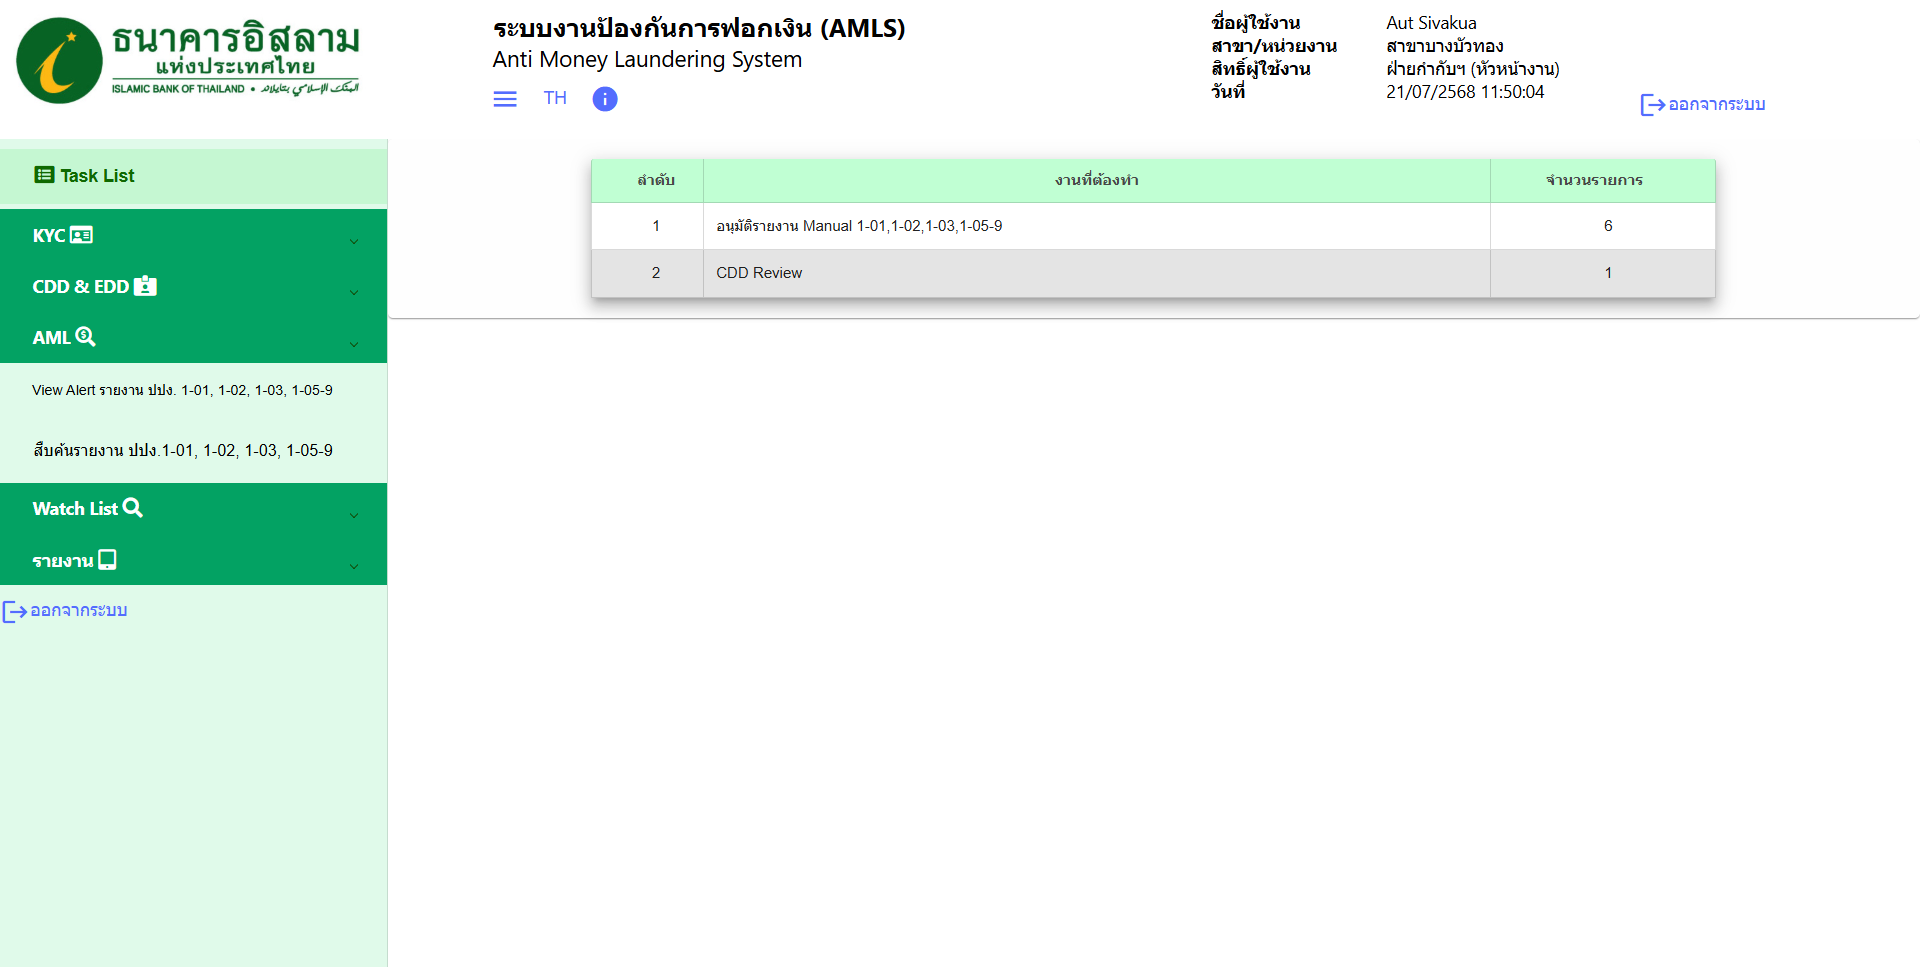 ธนาคารอิสลาม
แห่งประเทศไทย
ISLAMIC BANK OF THAILAND •
ระบบงานป้องกันการฟอกเงิน (AMLS)
Anti Money Laundering System
TH
ชื่อผู้ใช้งาน Aut Sivakua
สาขา/หน่วยงาน สาขาบางบัวทอง
สิทธิ์ผู้ใช้งาน ฝ่ายกำกับฯ (หัวหน้างาน)
วันที่ 21/07/2568 11:50:04
ออกจากระบบ
Task List
KYC
CDD & EDD
AML
View Alert รายงาน ปปง. 1-01, 1-02, 1-03, 1-05-9
สืบค้นรายงาน ปปง.1-01, 1-02, 1-03, 1-05-9
Watch List
รายงาน
ออกจากระบบ
ลำดับ งานที่ต้องทำ จำนวนรายการ
1 อนุมัติรายงาน Manual 1-01,1-02,1-03,1-05-9 6
2 CDD Review 1